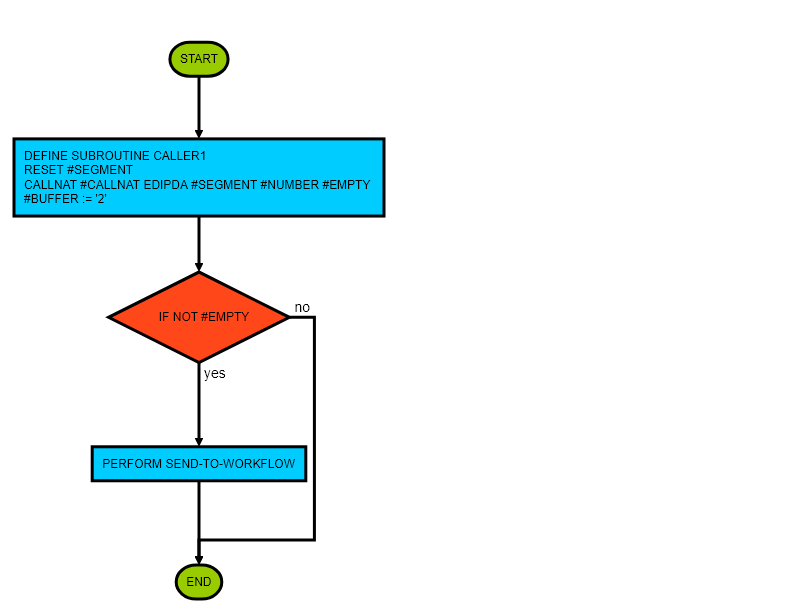 START
DEFINE SUBROUTINE CALLER1
RESET #SEGMENT
CALLNAT #CALLNAT EDIPDA #SEGMENT #NUMBER #EMPTY
#BUFFER := '2'
IF NOT #EMPTY
no
yes
PERFORM SEND-TO-WORKFLOW
END